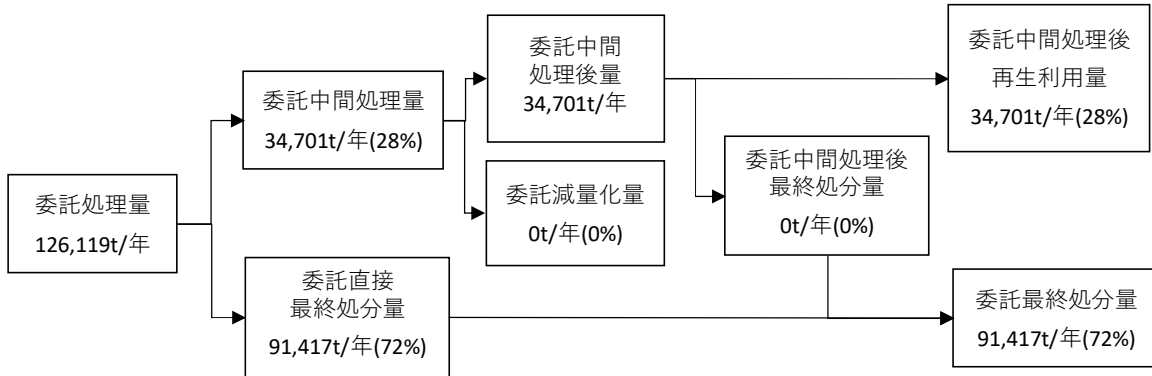 委託処理量
126,119t/年
委託中間処理量
34,701t/年(28%)
委託直接
最終処分量
91,417t/年(72%)
委託中間
処理後量
34,701t/年
委託減量化量
0t/年(0%)
委託中間処理後
最終処分量
0t/年(0%)
委託中間処理後
再生利用量
34,701t/年(28%)
委託最終処分量
91,417t/年(72%)